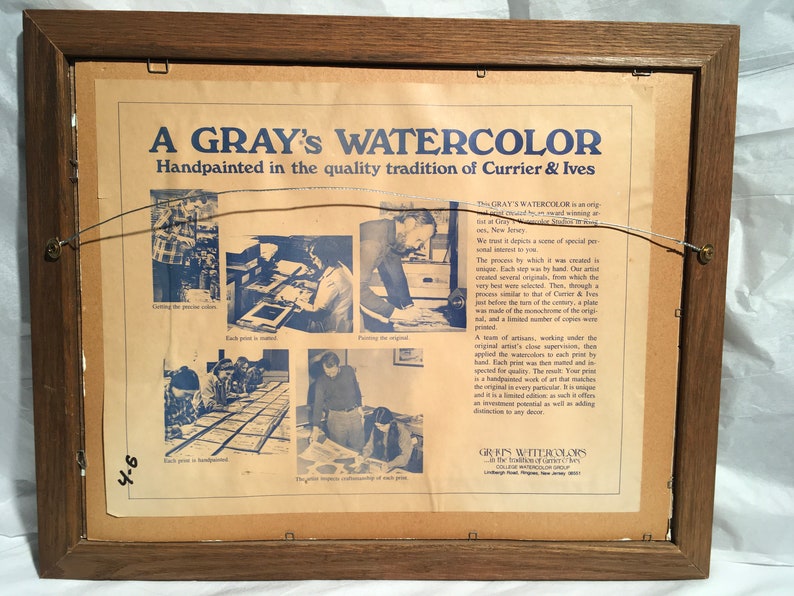 A GRAY's WATERCOLOR
Handpainted in the quality tradition of Currier & Ives
Getting the precise colors.
Each print is matted.
Painting the original.
Each print is handpainted.
The artist inspects craftsmanship of each print.
This GRAY'S WATERCOLOR is an orig-
inal print created by an award winning ar-
tist at Gray's Watercolor Studios in Ring-
oes, New Jersey.
We trust it depicts a scene of special per-
sonal interest to you.
The process by which it was created is
unique. Each step was by hand. Our artist
created several originals, from which the
very best were selected. Then, through a
process similar to that of Currier & Ives
just before the turn of the century, a plate
was made of the monochrome of the origi-
nal, and a limited number of copies were
printed.
A team of artisans, working under the
original artist's close supervision, then
applied the watercolors to each print by
hand. Each print was then matted and in-
spected for quality. The result: Your print
is a handpainted work of art that matches
the original in every particular. It is unique
and it is a limited edition: as such it offers
an investment potential as well as adding
distinction to any decor.
GRAY'S WATERCOLORS
...in the tradition of Currier & Ives
COLLEGE WATERCOLOR GROUP
Lindbergh Road, Ringoes, New Jersey 08551
4-6